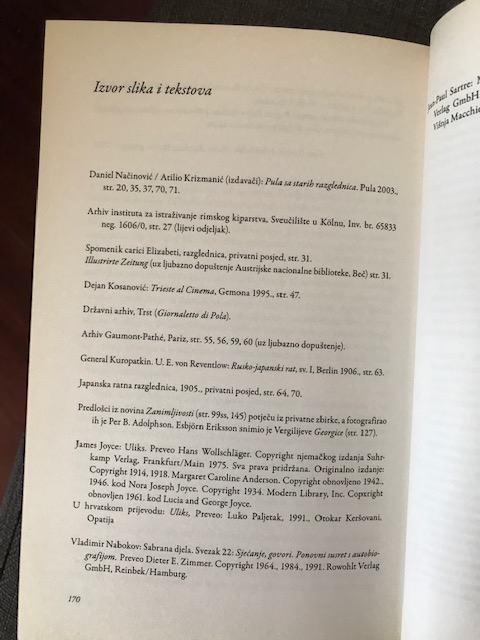 Izvor slika i tekstova
Daniel Načinović / Atilio Krizmanić (izdavači): Pula sa starih razglednica. Pula 2003.,
str. 20, 35, 37, 70, 71.
Arhiv instituta za istraživanje rimskog kiparstva, Sveučilište u Kölnu, Inv. br. 65833
neg. 1606/0, str. 27 (lijevi odjeljak).
Spomenik carici Elizabeti, razglednica, privatni posjed, str. 31.
Illustrirte Zeitung (uz ljubazno dopuštenje Austrijske nacionalne biblioteke, Beč) str. 31.
Dejan Kosanović: Trieste al Cinema, Gemona 1995., str. 47.
Državni arhiv, Trst (Giornaletto di Pola).
Arhiv Gaumont-Pathé, Pariz, str. 55, 56, 59, 60 (uz ljubazno dopuštenje).
General Kuropatkin. U. E. von Reventlow: Rusko-japanski rat, sv. I, Berlin 1906., str. 63.
Japanska ratna razglednica, 1905., privatni posjed, str. 64, 70.
Predlošci iz novina Zanimljivosti (str. 99ss, 145) potječu iz privatne zbirke, a fotografirao
ih je Per B. Adolphson. Esbjörn Eriksson snimio je Vergilijeve Georgice (str. 127).
James Joyce: Uliks. Preveo Hans Wollschläger. Copyright njemačkog izdanja Suhr-
kamp Verlag, Frankfurt/Main 1975. Sva prava pridržana. Originalno izdanje:
Copyright 1914, 1918. Margaret Caroline Anderson. Copyright obnovljeno 1942.,
1946. kod Nora Joseph Joyce. Copyright 1934. Modern Library, Inc. Copyright
obnovljen 1961. kod Lucia and George Joyce.
U hrvatskom prijevodu: Uliks, Preveo: Luko Paljetak, 1991., Otokar Keršovani,
Opatija
Vladimir Nabokov: Sabrana djela. Svezak 22: Sjećanje, govori. Ponovni susret s autobio-
grafijom. Preveo Dieter E. Zimmer. Copyright 1964., 1984., 1991. Rowohlt Verlag
GmbH, Reinbek/Hamburg.
170
Jean-Paul Sartre:
Verlag GmbH,
Višnja